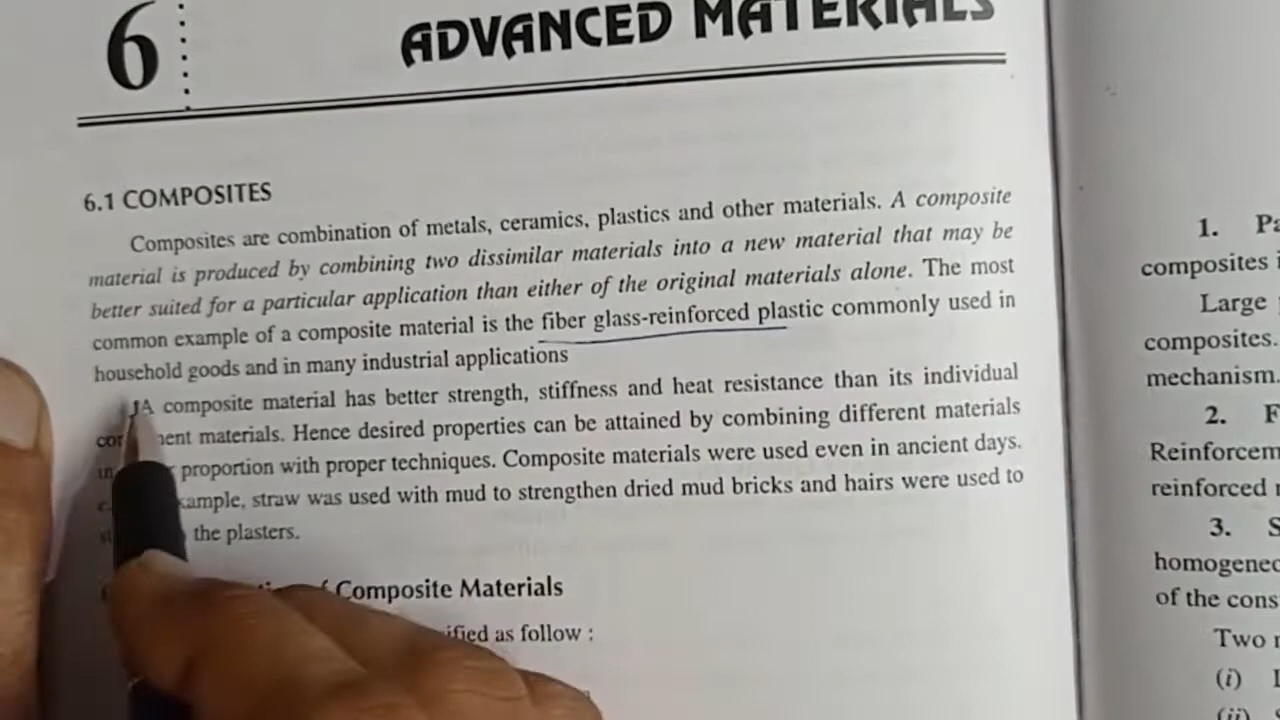 6
ADVANCED MATERIALS
6.1 COMPOSITES
Composites are combination of metals, ceramics, plastics and other materials. A composite
material is produced by combining two dissimilar materials into a new material that may be
better suited for a particular application than either of the original materials alone. The most
common example of a composite material is the fiber glass-reinforced plastic commonly used in
household goods and in many industrial applications
A composite material has better strength, stiffness and heat resistance than its individual
materials. Hence desired properties can be attained by combining different materials
proportion with proper techniques. Composite materials were used even in ancient days.
straw was used with mud to strengthen dried mud bricks and hairs were used to
the plasters.
of Composite Materials
as follow :
1.
composites
Large
composites.
mechanism.
2.
reinforced
3.
of the
Two
(i)
(ii)